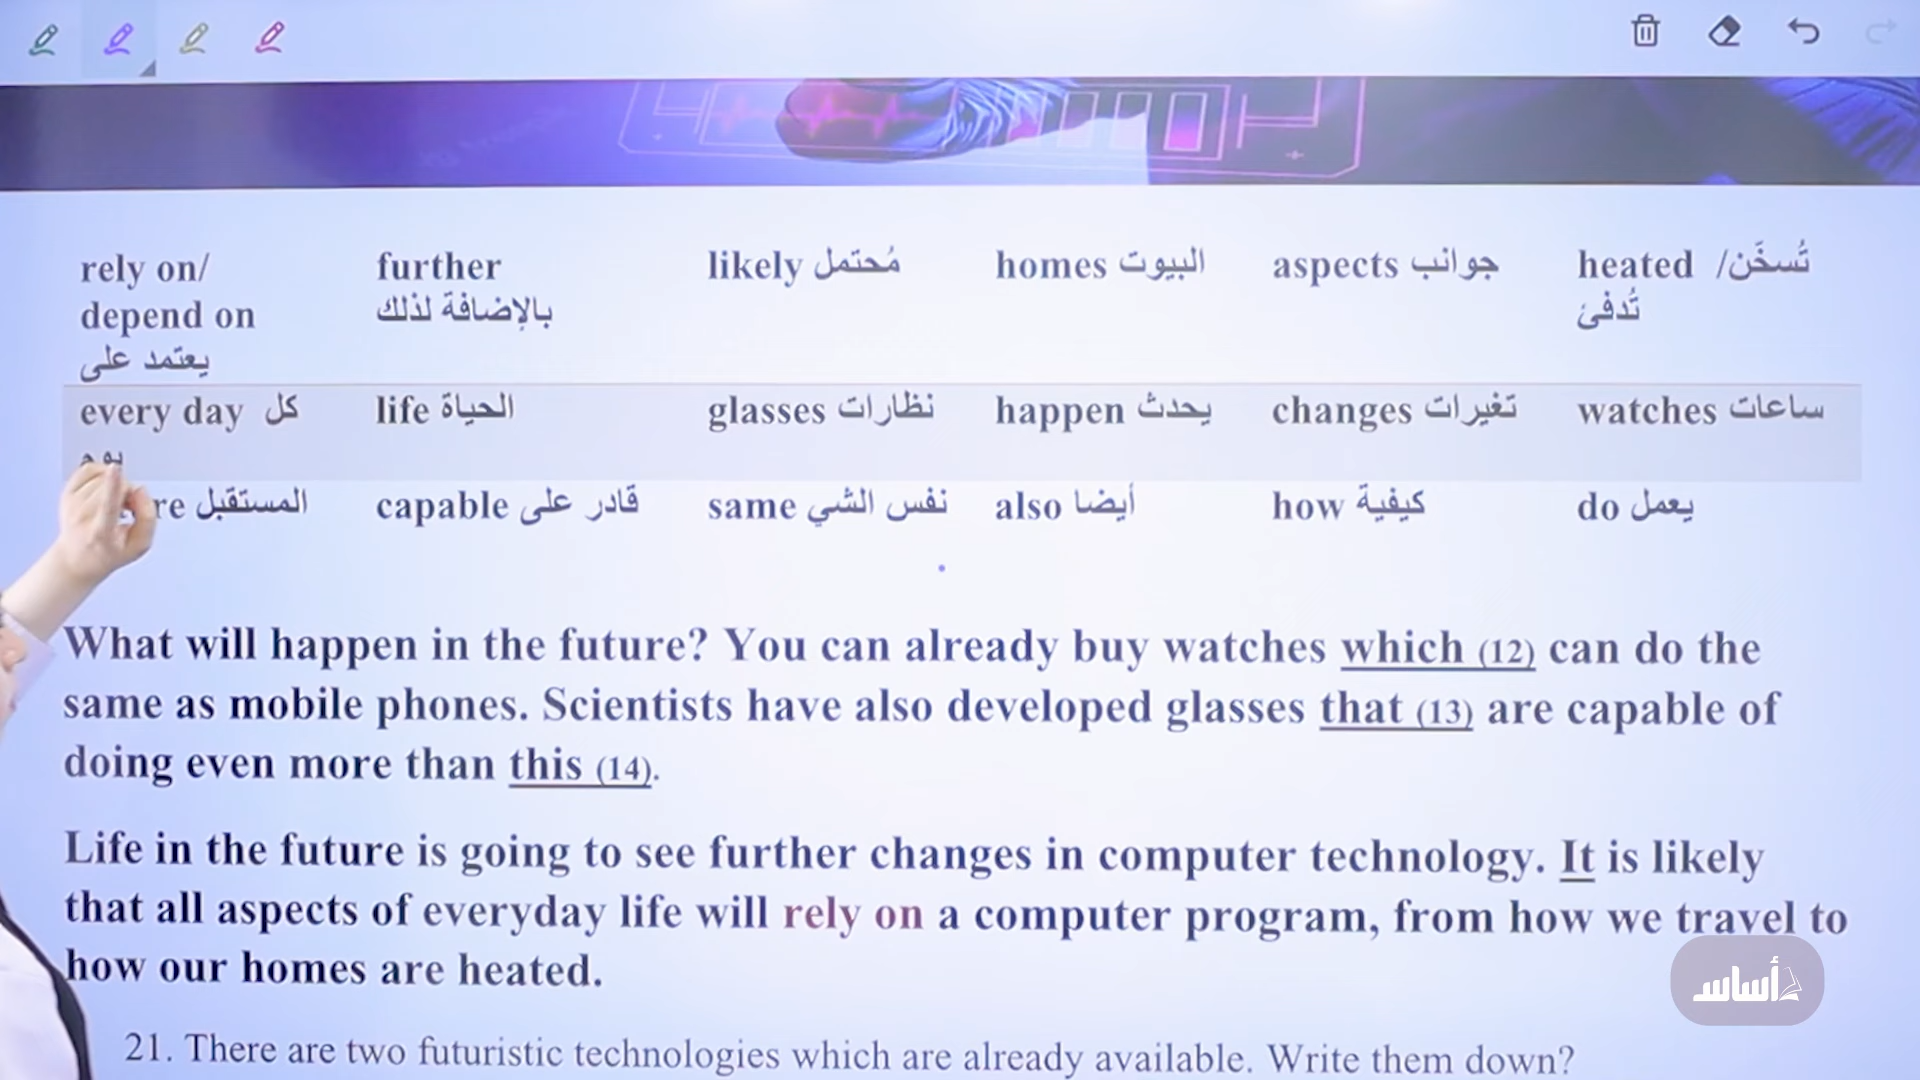 rely on/ further likely مُحتمل homes البيوت aspects جوانب heated تُسخَّن/
depend on بالإضافة لذلك تُدفئ
يعتمد على
every day كل life الحياة glasses نظارات happen يحدث changes تغيرات watches ساعات
يوم
re المستقبل capable قادر على same نفس الشي also أيضا how كيفية do يعمل
What will happen in the future? You can already buy watches which (12) can do the
same as mobile phones. Scientists have also developed glasses that (13) are capable of
doing even more than this (14).
Life in the future is going to see further changes in computer technology. It is likely
that all aspects of everyday life will rely on a computer program, from how we travel to
how our homes are heated.
أساس
21. There are two futuristic technologies which are already available. Write them down?